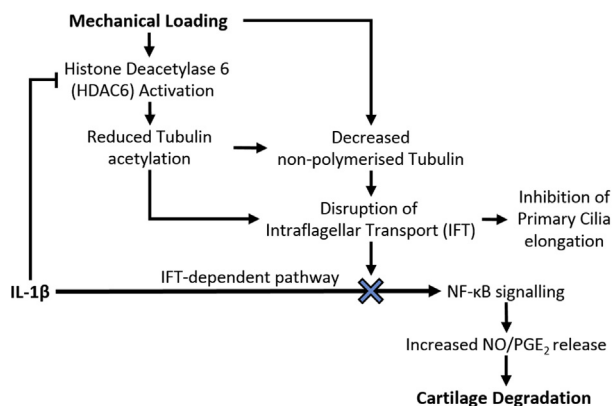 Mechanical Loading
Histone Deacetylase 6
(HDAC6) Activation
Reduced Tubulin
acetylation
Decreased
non-polymerised Tubulin
Disruption of
Intraflagellar Transport (IFT)
Inhibition of
Primary Cilia
elongation
IFT-dependent pathway
IL-1β
NF-κB signalling
Increased NO/PGE₂ release
Cartilage Degradation